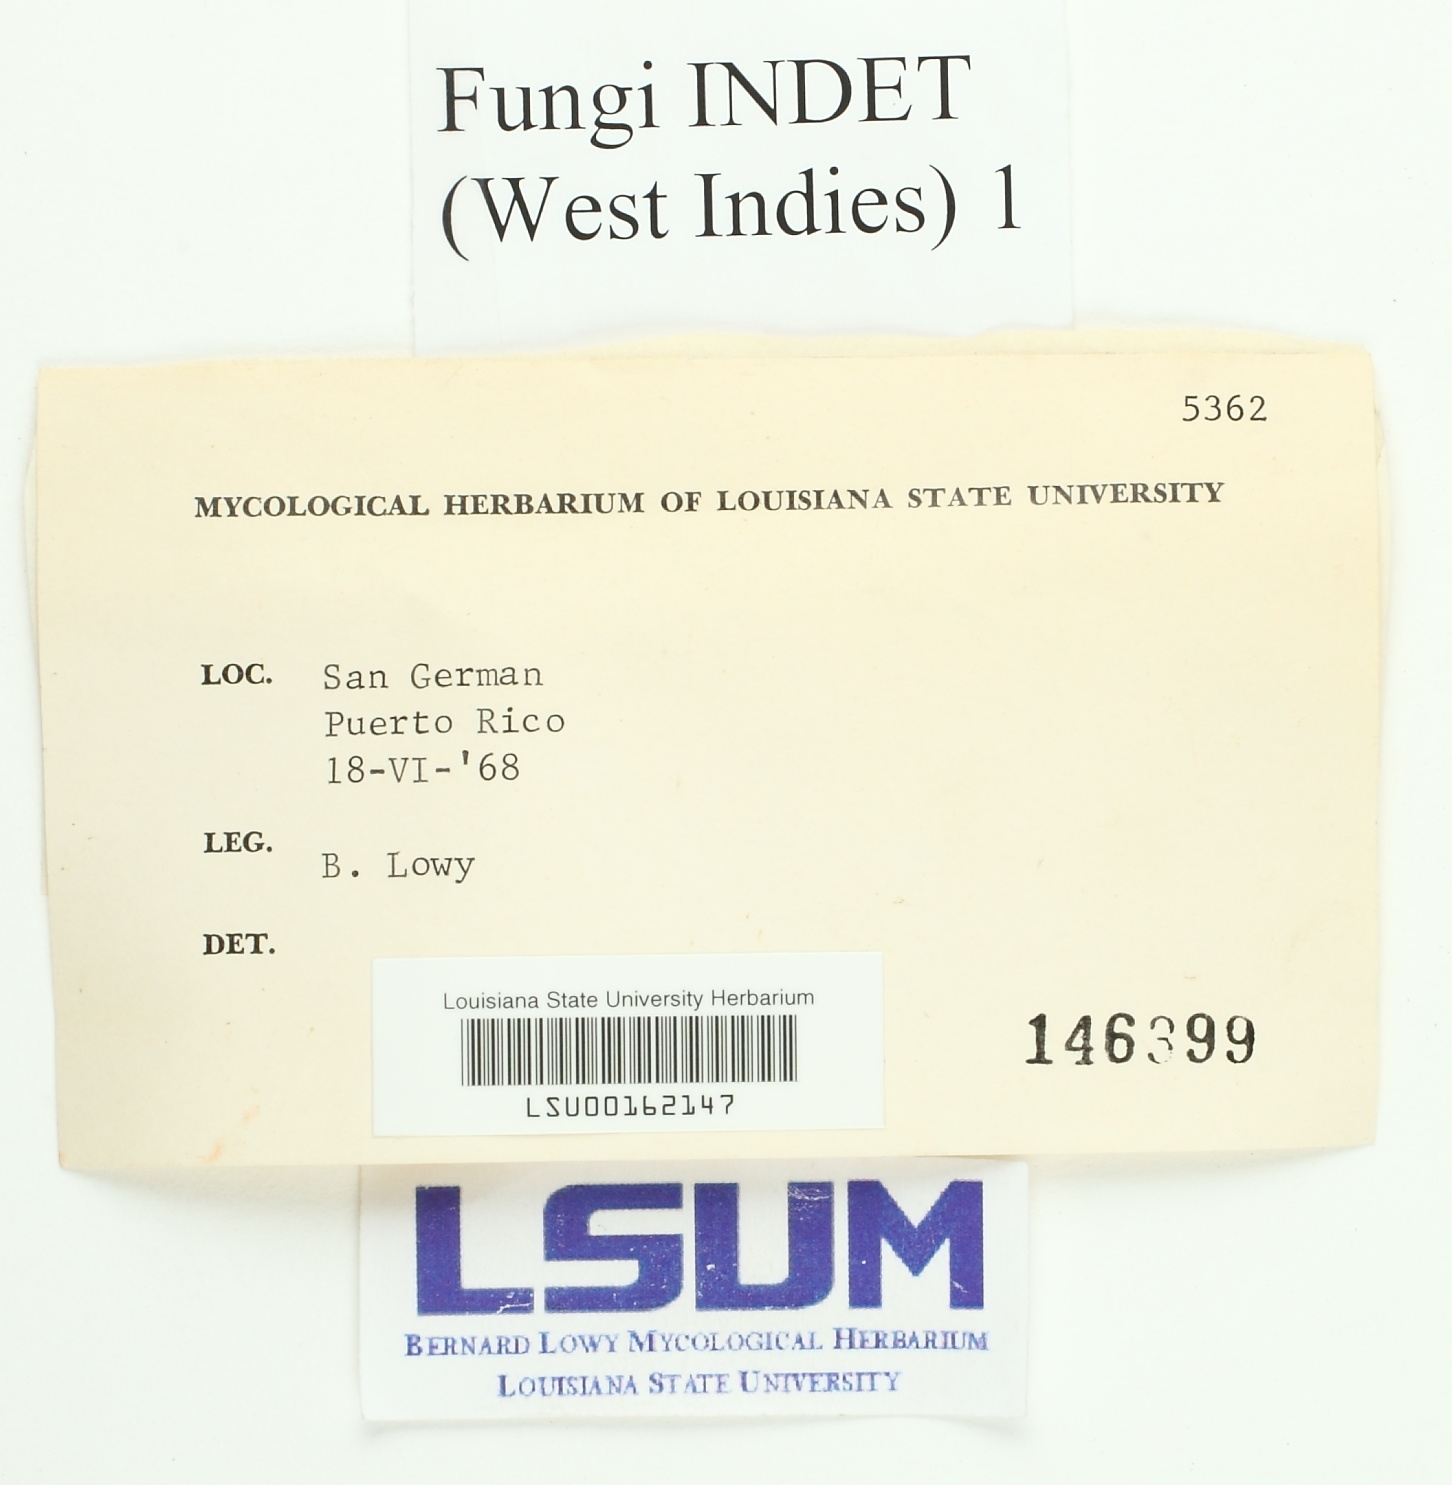 Fungi INDET
(West Indies) 1
5362
MYCOLOGICAL HERBARIUM OF LOUISIANA STATE UNIVERSITY
LOC. San German
Puerto Rico
18-VI-'68
LEG. B. Lowy
DET.
Louisiana State University Herbarium
LSU00162147
146399
LSUM
BERNARD LOWY MYCOLOGICAL HERBARIUM
LOUISIANA STATE UNIVERSITY